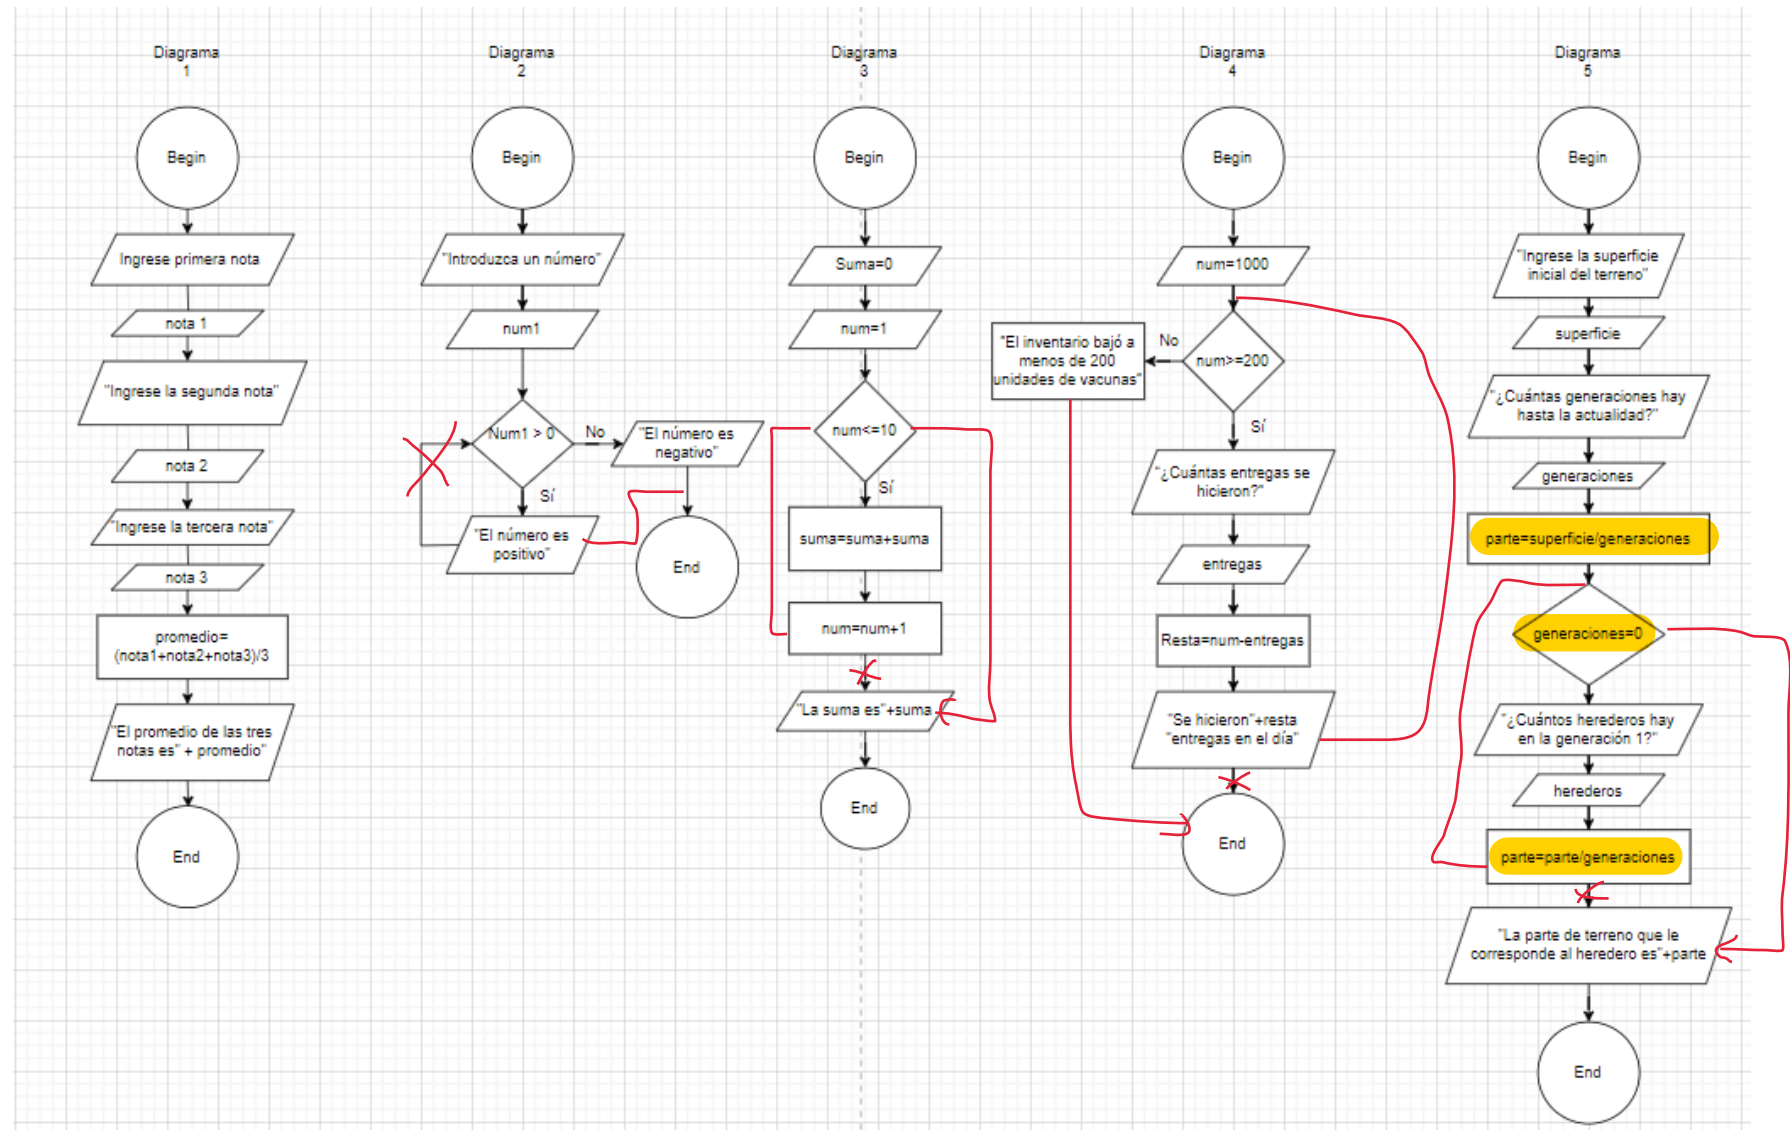 Diagrama
1
Begin
Ingrese primera nota
nota 1
"Ingrese la segunda nota"
nota 2
"Ingrese la tercera nota"
nota 3
promedio=
(nota1+nota2+nota3)/3
"El promedio de las tres
notas es" + promedio"
End
Diagrama
2
Begin
"Introduzca un número"
num1
Num1 > 0
No
"El número es
negativo"
Sí
"El número es
positivo"
End
Diagrama
3
Begin
Suma=0
num=1
num<=10
Sí
suma=suma+suma
num=num+1
"La suma es"+suma
End
Diagrama
4
Begin
num=1000
num>=200
No
"El inventario bajó a
menos de 200
unidades de vacunas"
Sí
"¿Cuántas entregas se
hicieron?"
entregas
Resta=num-entregas
"Se hicieron"+resta
"entregas en el día"
End
Diagrama
5
Begin
"Ingrese la superficie
inicial del terreno"
superficie
"¿Cuántas generaciones hay
hasta la actualidad?"
generaciones
parte=superficie/generaciones
generaciones=0
"¿Cuántos herederos hay
en la generación 1?"
herederos
parte=parte/generaciones
"La parte de terreno que le
corresponde al heredero es"+parte
End